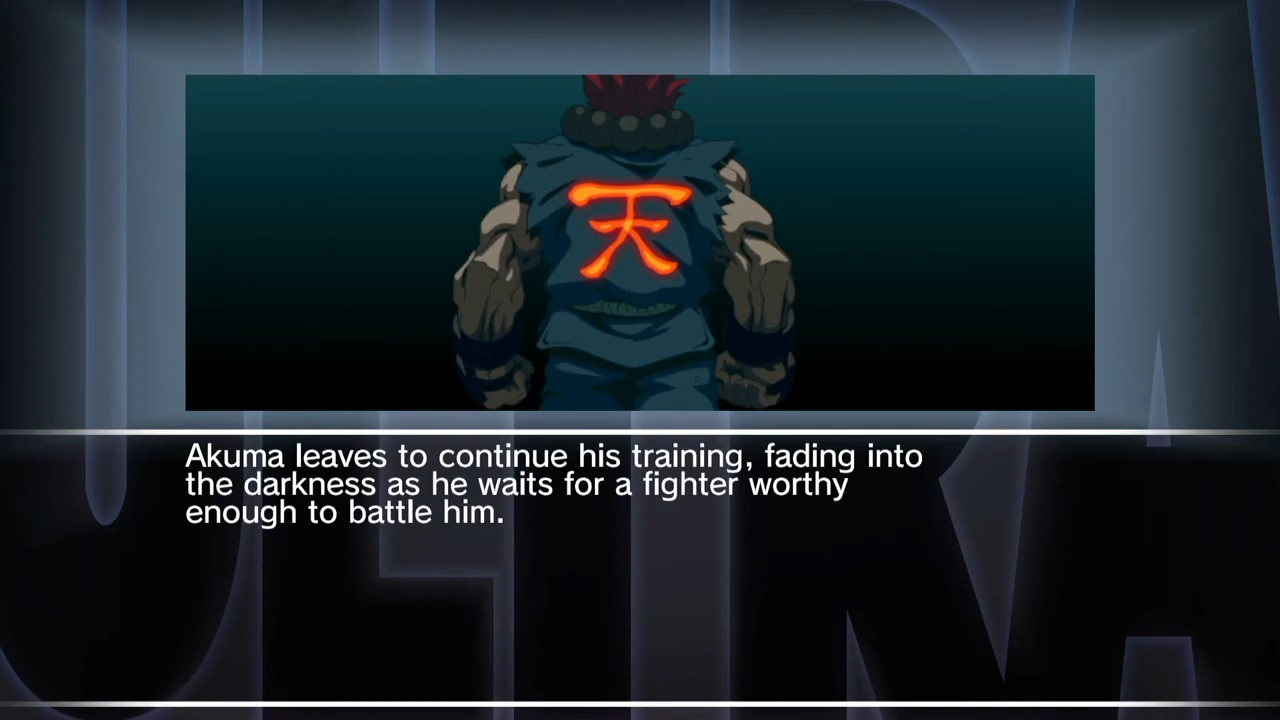 ULTRA
天
Akuma leaves to continue his training, fading into
the darkness as he waits for a fighter worthy
enough to battle him.